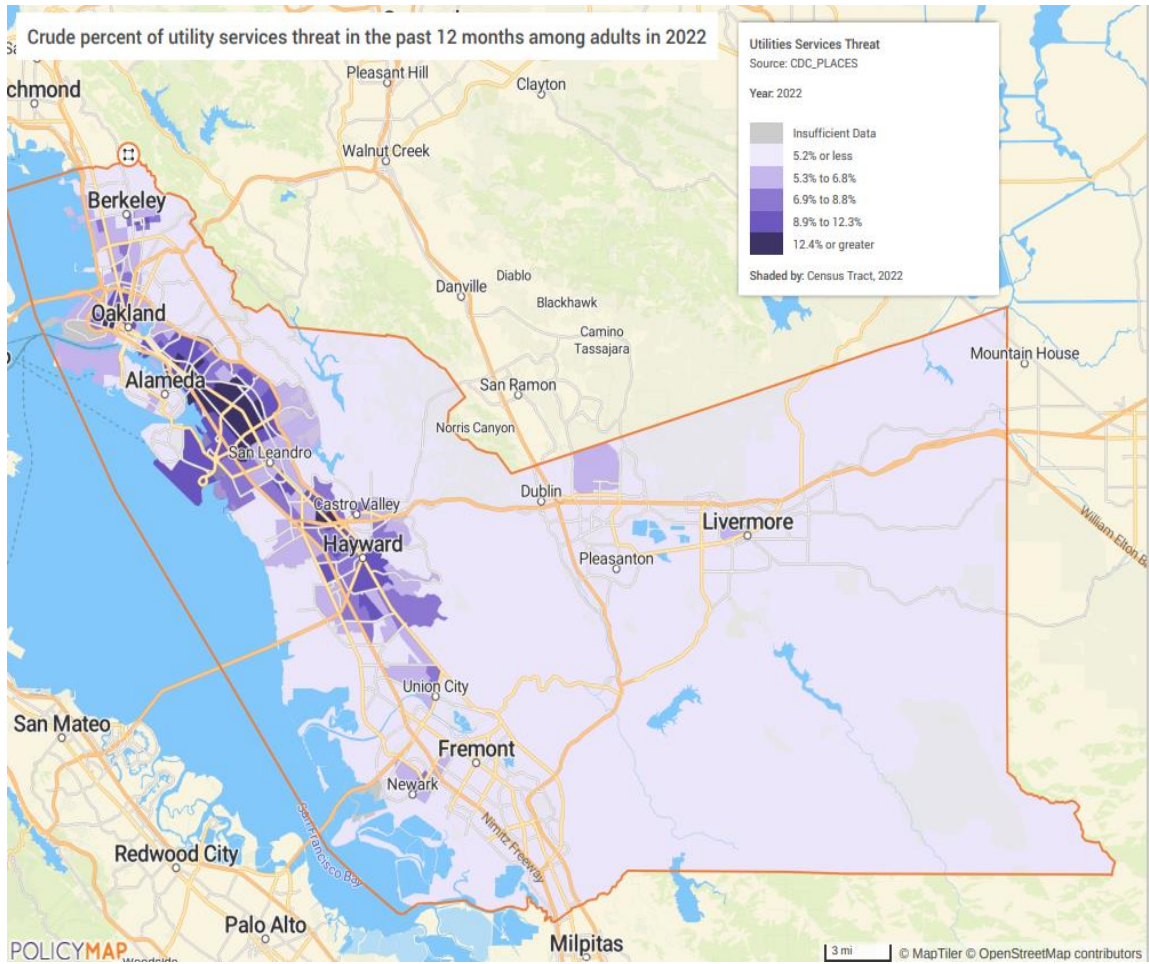 Crude percent of utility services threat in the past 12 months among adults in 2022
Utilities Services Threat
Source: CDC_PLACES
Year: 2022
Insufficient Data
5.2% or less
5.3% to 6.8%
6.9% to 8.8%
8.9% to 12.3%
12.4% or greater
Shaded by: Census Tract, 2022
Pleasant Hill
Clayton
chmond
Walnut Creek
Berkeley
Danville
Diablo
Blackhawk
Oakland
Camino
Tassajara
Mountain House
Alameda
San Ramon
Norris Canyon
San Leandro
Dublin
Castro Valley
Livermore
William Elton B
Hayward
Pleasanton
Union City
San Mateo
Fremont
Newark
Nimitz Freeway
San Francisco Bay
Redwood City
Palo Alto
Milpitas
POLICYMAP
3 mi
© MapTiler © OpenStreetMap contributors